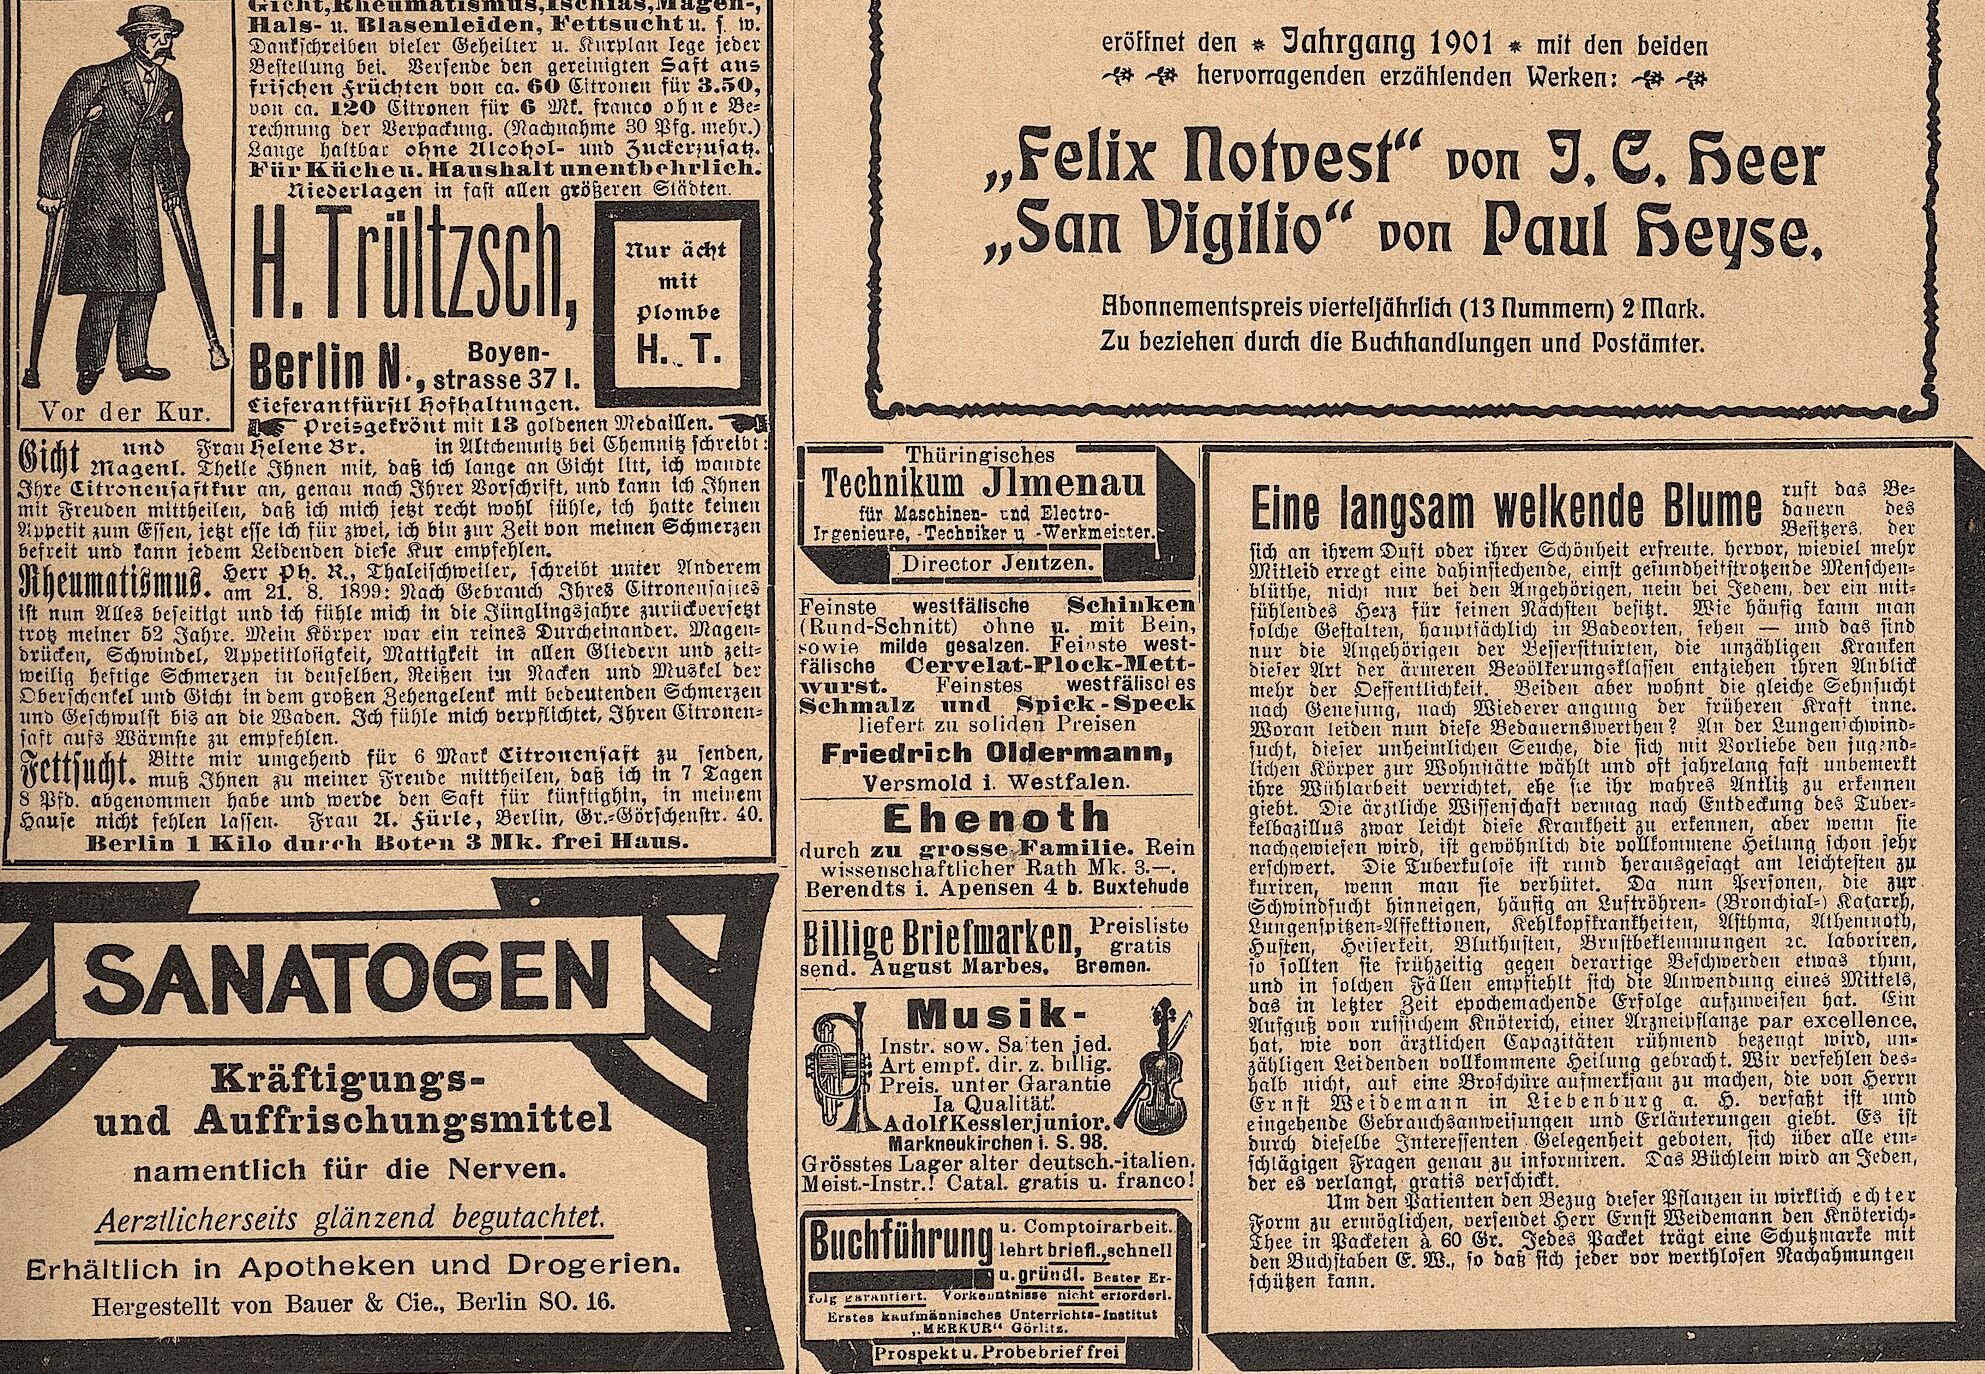 Gicht, Rheumatismus, Ischias, Magen-,
Hals- u. Blasenleiden, Fettsucht u. s. w.
Dankschreiben vieler Geheilter u. Kurplan lege jeder
Bestellung bei. Versende den gereinigten Saft aus
frischen Früchten von ca. 60 Citronen für 3.50,
von ca. 120 Citronen für 6 Mk. franco ohne Be-
rechnung der Verpackung. (Nachnahme 30 Pfg. mehr.)
Lange haltbar ohne Alcohol- und Zuckerzusatz.
Für Küche u. Haushalt unentbehrlich.
Niederlagen in fast allen größeren Städten.
H. Trültzsch,
Berlin N., Boyen-
strasse 37 I.
Nur ächt
mit
Plombe
H. T.
Lieferant fürstl Hofhaltungen.
Preisgekrönt mit 13 goldenen Medaillen.
Vor der Kur.
Gicht und Magenl. Frau Helene Br. in Altchemnitz bei Chemnitz schreibt:
Theile Ihnen mit, daß ich lange an Gicht litt, ich wandte
Ihre Citronensaftkur an, genau nach Ihrer Vorschrift, und kann ich Ihnen
mit Freuden mittheilen, daß ich mich jetzt recht wohl fühle, ich hatte keinen
Appetit zum Essen, jetzt esse ich für zwei, ich bin zur Zeit von meinen Schmerzen
befreit und kann jedem Leidenden diese Kur empfehlen.
Rheumatismus. Herr Ph. R., Thaleischweiler, schreibt unter Anderem
am 21. 8. 1899: Nach Gebrauch Ihres Citronensaftes
ist nun Alles beseitigt und ich fühle mich in die Jünglingsjahre zurückversetzt
trotz meiner 52 Jahre. Mein Körper war ein reines Durcheinander. Magen-
drücken, Schwindel, Appetitlosigkeit, Mattigkeit in allen Gliedern und zeit-
weilig heftige Schmerzen in denselben, Reißen im Nacken und Muskel der
Oberschenkel und Gicht in dem großen Zehengelenk mit bedeutenden Schmerzen
und Geschwulst bis an die Waden. Ich fühle mich verpflichtet, Ihren Citronen-
saft aufs Wärmste zu empfehlen.
Fettsucht. Bitte mir umgehend für 6 Mark Citronensaft zu senden,
muß Ihnen zu meiner Freude mittheilen, daß ich in 7 Tagen
8 Pfd. abgenommen habe und werde den Saft für künftighin, in meinem
Hause nicht fehlen lassen. Frau A. Fürle, Berlin, Gr.-Görschenstr. 40.
Berlin 1 Kilo durch Boten 3 Mk. frei Haus.
SANATOGEN
Kräftigungs-
und Auffrischungsmittel
namentlich für die Nerven.
Aerztlicherseits glänzend begutachtet.
Erhältlich in Apotheken und Drogerien.
Hergestellt von Bauer & Cie., Berlin SO. 16.
eröffnet den * Jahrgang 1901 * mit den beiden
hervorragenden erzählenden Werken:
„Felix Notvest“ von J. C. Heer
„San Vigilio“ von Paul Heyse.
Abonnementspreis vierteljährlich (13 Nummern) 2 Mark.
Zu beziehen durch die Buchhandlungen und Postämter.
Thüringisches
Technikum Jlmenau
für Maschinen- und Electro-
Ingenieure, -Techniker u -Werkmeister.
Director Jentzen.
Feinste westfälische Schinken
(Rund-Schnitt) ohne u. mit Bein,
sowie milde gesalzen. Feinste west-
fälische Cervelat-Plock-Mett-
wurst. Feinstes westfälisches
Schmalz und Spick-Speck
liefert zu soliden Preisen
Friedrich Oldermann,
Versmold i. Westfalen.
Ehenoth
durch zu grosse Familie. Rein
wissenschaftlicher Rath Mk. 3.—.
Berendts i. Apensen 4 b. Buxtehude
Billige Briefmarken, Preisliste
gratis
send. August Marbes, Bremen.
Musik-
Instr. sow. Saiten jed.
Art empf. dir. z. billig.
Preis. unter Garantie
Ia Qualität!
Adolf Kessler junior.
Markneukirchen i. S. 98.
Grösstes Lager alter deutsch.-italien.
Meist.-Instr.! Catal. gratis u. franco!
Buchführung u. Comptoirarbeit.
lehrt briefl., schnell
u. gründl. Bester Er-
folg garantiert. Vorkenntnisse nicht erforderl.
Erstes kaufmännisches Unterrichts-Institut
„MERKUR“ Görlitz.
Prospekt u. Probebrief frei
Eine langsam welkende Blume ruft das Be-
dauern des
Besitzers, der
sich an ihrem Duft oder ihrer Schönheit erfreute, hervor, wieviel mehr
Mitleid erregt eine dahinsiechende, einst gesundheitstrotzende Menschen-
blüthe, nicht nur bei den Angehörigen, nein bei Jedem, der ein mit-
fühlendes Herz für seinen Nächsten besitzt. Wie häufig kann man
solche Gestalten, hauptsächlich in Badeorten, sehen — und das sind
nur die Angehörigen der Bessersituirten, die unzähligen Kranken
dieser Art der ärmeren Bevölkerungsklassen entziehen ihren Anblick
mehr der Oeffentlichkeit. Beiden aber wohnt die gleiche Sehnsucht
nach Genesung, nach Wiedererlangung der früheren Kraft inne.
Woran leiden nun diese Bedauernswerthen? An der Lungenschwind-
sucht, dieser unheimlichen Seuche, die sich mit Vorliebe den jugend-
lichen Körper zur Wohnstätte wählt und oft jahrelang fast unbemerkt
ihre Wühlarbeit verrichtet, ehe sie ihr wahres Antlitz zu erkennen
giebt. Die ärztliche Wissenschaft vermag nach Entdeckung des Tuber-
kelbazillus zwar leicht diese Krankheit zu erkennen, aber wenn sie
nachgewiesen wird, ist gewöhnlich die vollkommene Heilung schon sehr
erschwert. Die Tuberkulose ist rund herausgesagt am leichtesten zu
kuriren, wenn man sie verhütet. Da nun Personen, die zur
Schwindsucht hinneigen, häufig an Luftröhren- (Bronchial-) Katarrh,
Lungenspitzen-Affektionen, Kehlkopfkrankheiten, Asthma, Athemnoth,
Husten, Heiserkeit, Bluthusten, Brustbeklemmungen ꝛc. laboriren,
so sollten sie frühzeitig gegen derartige Beschwerden etwas thun,
und in solchen Fällen empfiehlt sich die Anwendung eines Mittels,
das in letzter Zeit epochemachende Erfolge aufzuweisen hat. Ein
Aufguß von russischem Knöterich, einer Arzneipflanze par excellence,
hat, wie von ärztlichen Capazitäten rühmend bezeugt wird, un-
zähligen Leidenden vollkommene Heilung gebracht. Wir verfehlen des-
halb nicht, auf eine Broschüre aufmerksam zu machen, die von Herrn
Ernst Weidemann in Liebenburg a. H. verfaßt ist und
eingehende Gebrauchsanweisungen und Erläuterungen giebt. Es ist
durch dieselbe Interessenten Gelegenheit geboten, sich über alle ein-
schlägigen Fragen genau zu informiren. Das Büchlein wird an Jeden,
der es verlangt, gratis verschickt.
Um den Patienten den Bezug dieser Pflanzen in wirklich echter
Form zu ermöglichen, versendet Herr Ernst Weidemann den Knöterich-
Thee in Packeten à 60 Gr. Jedes Packet trägt eine Schutzmarke mit
den Buchstaben E. W., so daß sich jeder vor werthlosen Nachahmungen
schützen kann.